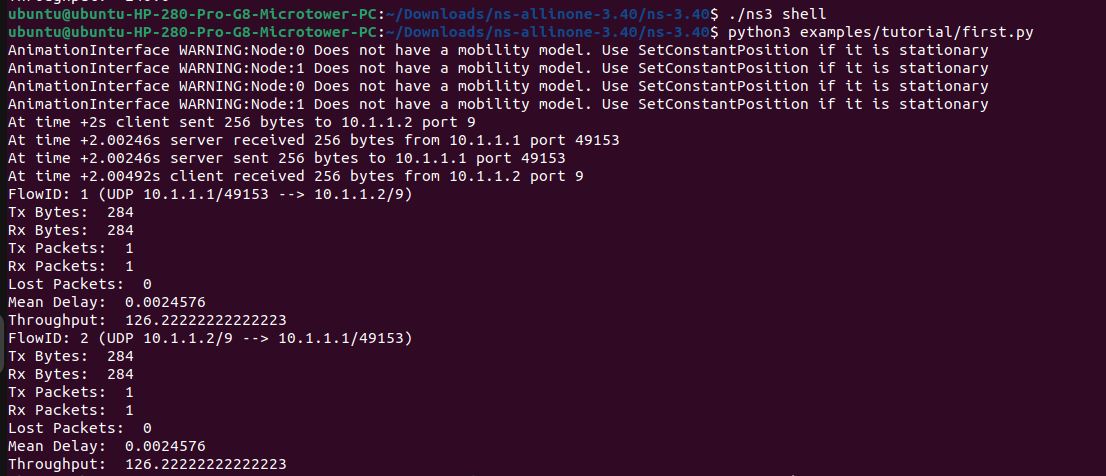 ubuntu@ubuntu-HP-280-Pro-G8-Microtower-PC:~/Downloads/ns-allinone-3.40/ns-3.40$ ./ns3 shell
ubuntu@ubuntu-HP-280-Pro-G8-Microtower-PC:~/Downloads/ns-allinone-3.40/ns-3.40$ python3 examples/tutorial/first.py
AnimationInterface WARNING:Node:0 Does not have a mobility model. Use SetConstantPosition if it is stationary
AnimationInterface WARNING:Node:1 Does not have a mobility model. Use SetConstantPosition if it is stationary
AnimationInterface WARNING:Node:0 Does not have a mobility model. Use SetConstantPosition if it is stationary
AnimationInterface WARNING:Node:1 Does not have a mobility model. Use SetConstantPosition if it is stationary
At time +2s client sent 256 bytes to 10.1.1.2 port 9
At time +2.00246s server received 256 bytes from 10.1.1.1 port 49153
At time +2.00246s server sent 256 bytes to 10.1.1.1 port 49153
At time +2.00492s client received 256 bytes from 10.1.1.2 port 9
FlowID: 1 (UDP 10.1.1.1/49153 --> 10.1.1.2/9)
Tx Bytes:  284
Rx Bytes:  284
Tx Packets:  1
Rx Packets:  1
Lost Packets:  0
Mean Delay:  0.0024576
Throughput:  126.22222222222223
FlowID: 2 (UDP 10.1.1.2/9 --> 10.1.1.1/49153)
Tx Bytes:  284
Rx Bytes:  284
Tx Packets:  1
Rx Packets:  1
Lost Packets:  0
Mean Delay:  0.0024576
Throughput:  126.22222222222223